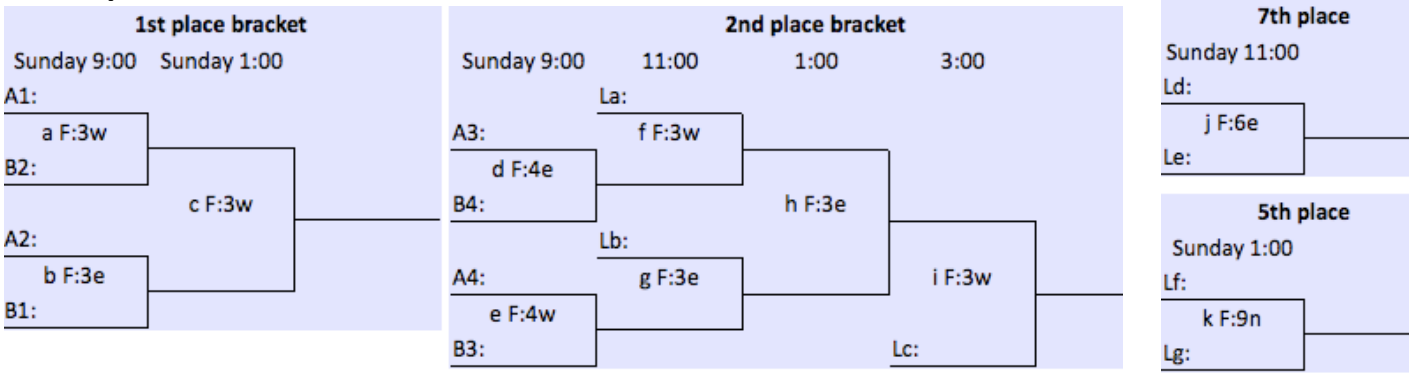 1st place bracket
Sunday 9:00 Sunday 1:00
A1:
a F:3w
B2:
c F:3w
A2:
b F:3e
B1:
2nd place bracket
Sunday 9:00 11:00 1:00 3:00
La:
A3: f F:3w
d F:4e
B4: h F:3e
Lb:
A4: g F:3e i F:3w
e F:4w
B3: Lc:
7th place
Sunday 11:00
Ld:
j F:6e
Le:
5th place
Sunday 1:00
Lf:
k F:9n
Lg: